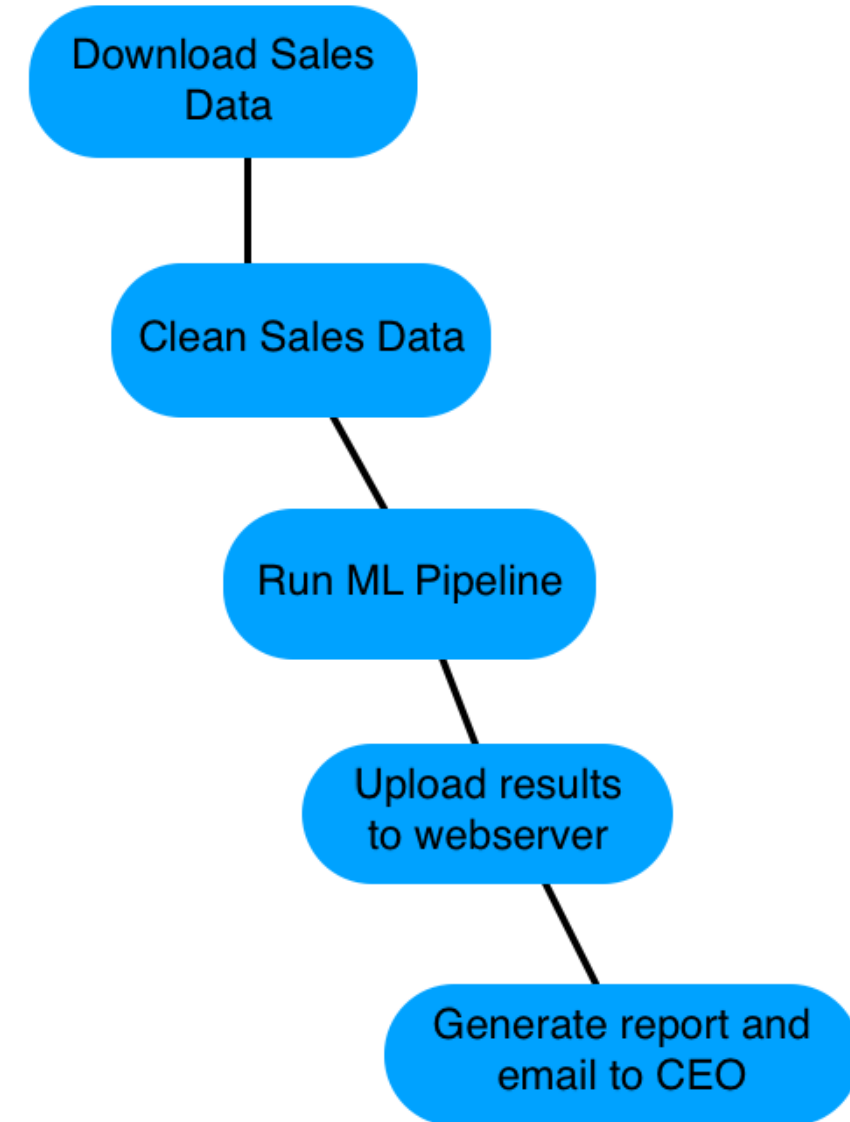 Download Sales
Data
Clean Sales Data
Run ML Pipeline
Upload results
to webserver
Generate report and
email to CEO